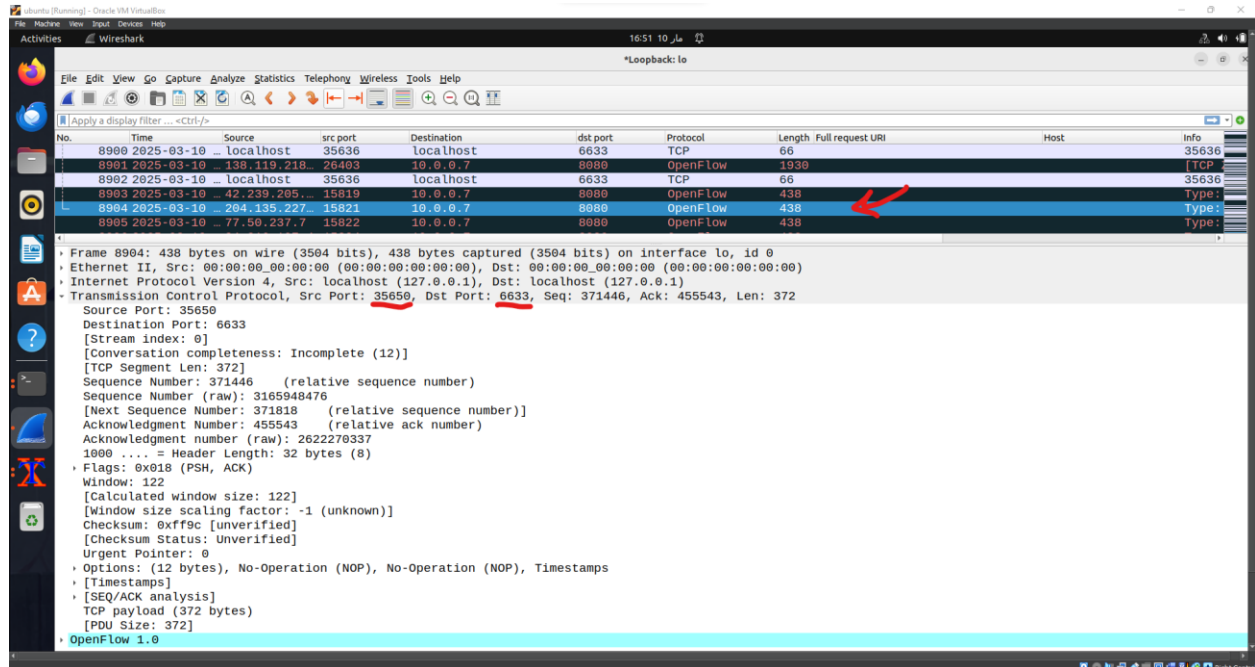 ubuntu [Running] - Oracle VM VirtualBox
File Machine View Input Devices Help
Activities Wireshark 16:51 10 مار
*Loopback: lo
File Edit View Go Capture Analyze Statistics Telephony Wireless Tools Help
Apply a display filter ... <Ctrl-/>
No. Time Source src port Destination dst port Protocol Length Full request URI Host Info
8900 2025-03-10 … localhost 35636 localhost 6633 TCP 66 35636
8901 2025-03-10 … 138.119.218… 26403 10.0.0.7 8080 OpenFlow 1930 [TCP
8902 2025-03-10 … localhost 35636 localhost 6633 TCP 66 35636
8903 2025-03-10 … 42.239.205.… 15819 10.0.0.7 8080 OpenFlow 438 Type:
8904 2025-03-10 … 204.135.227… 15821 10.0.0.7 8080 OpenFlow 438 Type:
8905 2025-03-10 … 77.50.237.7 15822 10.0.0.7 8080 OpenFlow 438 Type:
Frame 8904: 438 bytes on wire (3504 bits), 438 bytes captured (3504 bits) on interface lo, id 0
Ethernet II, Src: 00:00:00_00:00:00 (00:00:00:00:00:00), Dst: 00:00:00_00:00:00 (00:00:00:00:00:00)
Internet Protocol Version 4, Src: localhost (127.0.0.1), Dst: localhost (127.0.0.1)
Transmission Control Protocol, Src Port: 35650, Dst Port: 6633, Seq: 371446, Ack: 455543, Len: 372
Source Port: 35650
Destination Port: 6633
[Stream index: 0]
[Conversation completeness: Incomplete (12)]
[TCP Segment Len: 372]
Sequence Number: 371446 (relative sequence number)
Sequence Number (raw): 3165948476
[Next Sequence Number: 371818 (relative sequence number)]
Acknowledgment Number: 455543 (relative ack number)
Acknowledgment number (raw): 2622270337
1000 .... = Header Length: 32 bytes (8)
Flags: 0x018 (PSH, ACK)
Window: 122
[Calculated window size: 122]
[Window size scaling factor: -1 (unknown)]
Checksum: 0xff9c [unverified]
[Checksum Status: Unverified]
Urgent Pointer: 0
Options: (12 bytes), No-Operation (NOP), No-Operation (NOP), Timestamps
[Timestamps]
[SEQ/ACK analysis]
TCP payload (372 bytes)
[PDU Size: 372]
OpenFlow 1.0